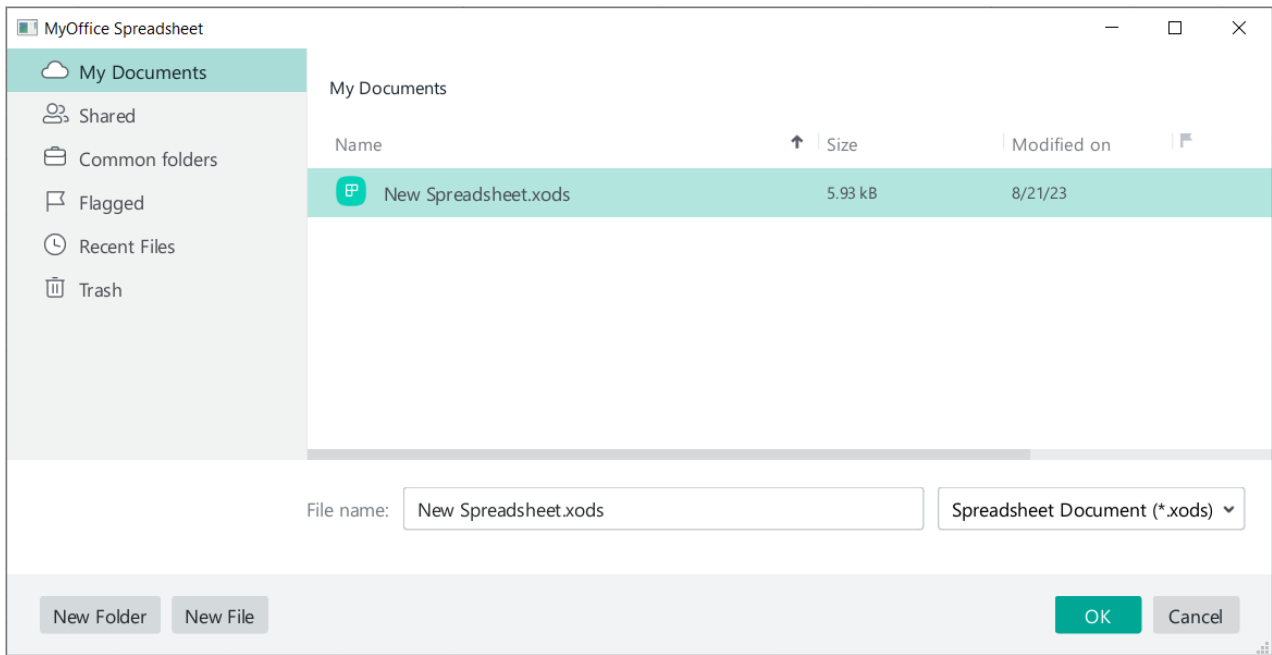 MyOffice Spreadsheet
My Documents
Shared
Common folders
Flagged
Recent Files
Trash
My Documents
Name Size Modified on
New Spreadsheet.xods 5.93 kB 8/21/23
File name: New Spreadsheet.xods Spreadsheet Document (*.xods)
New Folder New File OK Cancel